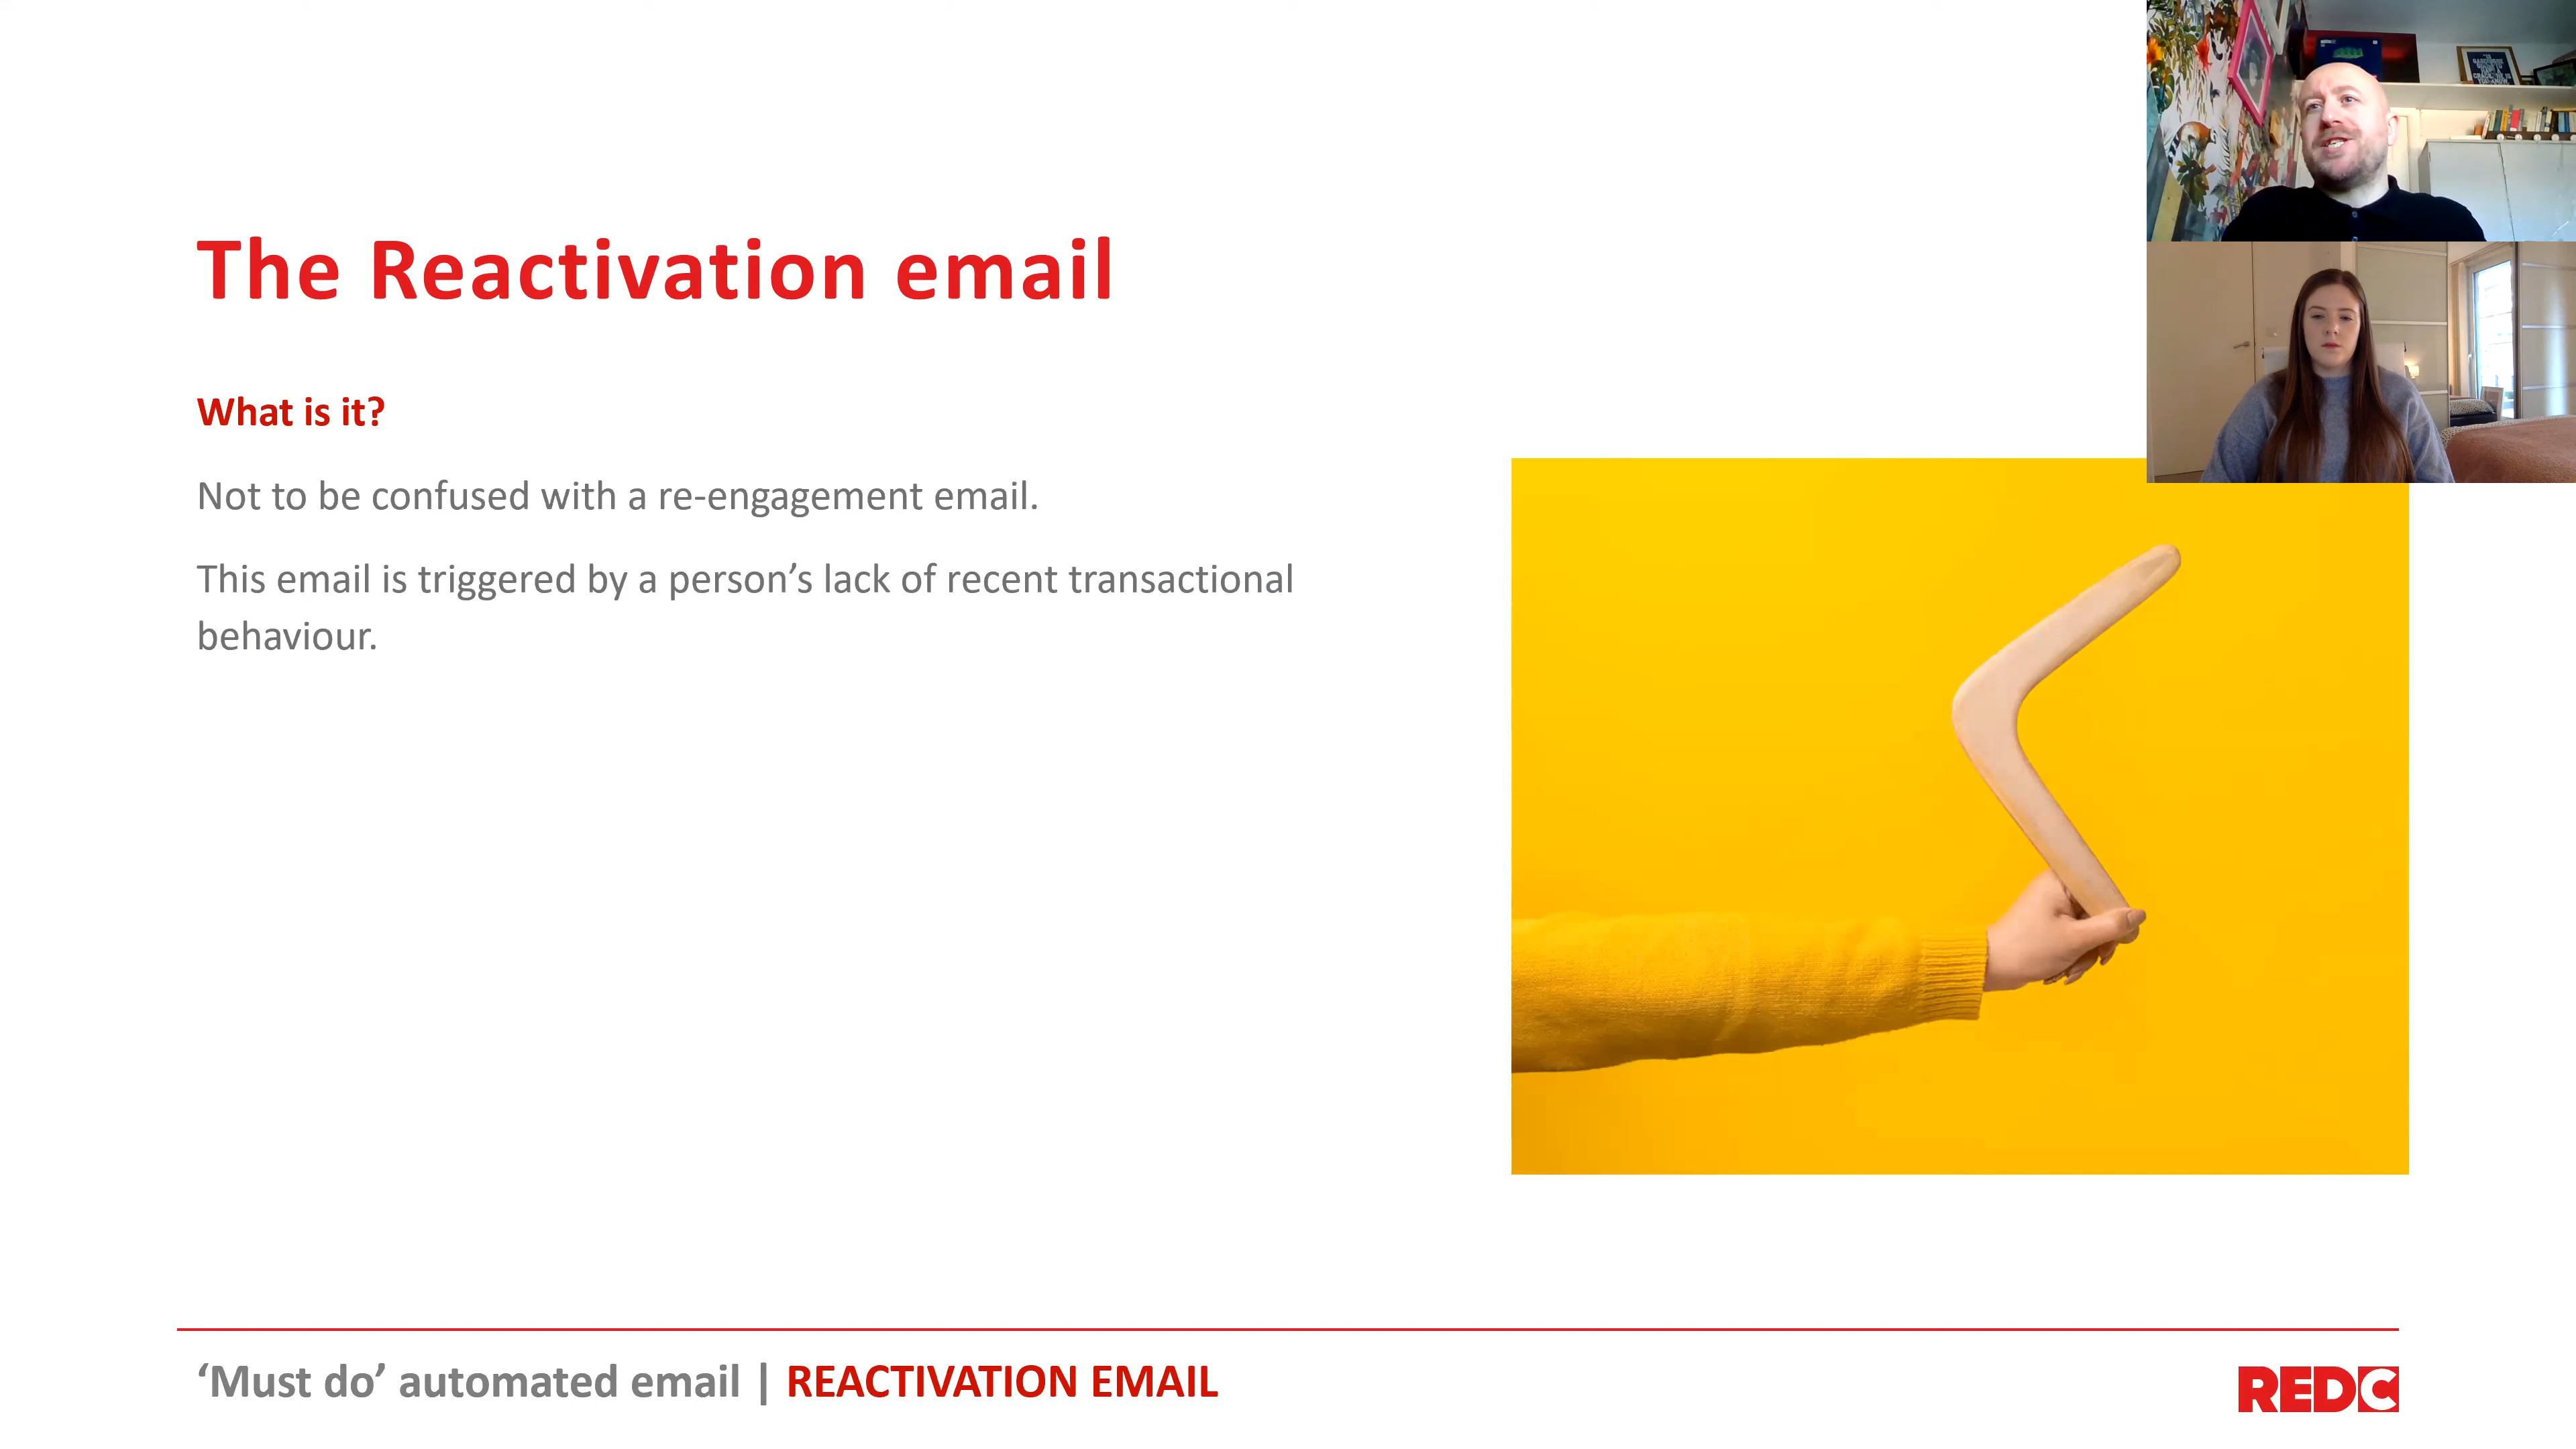 The Reactivation email
What is it?
Not to be confused with a re-engagement email.
This email is triggered by a person’s lack of recent transactional
behaviour.
‘Must do’ automated email | REACTIVATION EMAIL
REDC